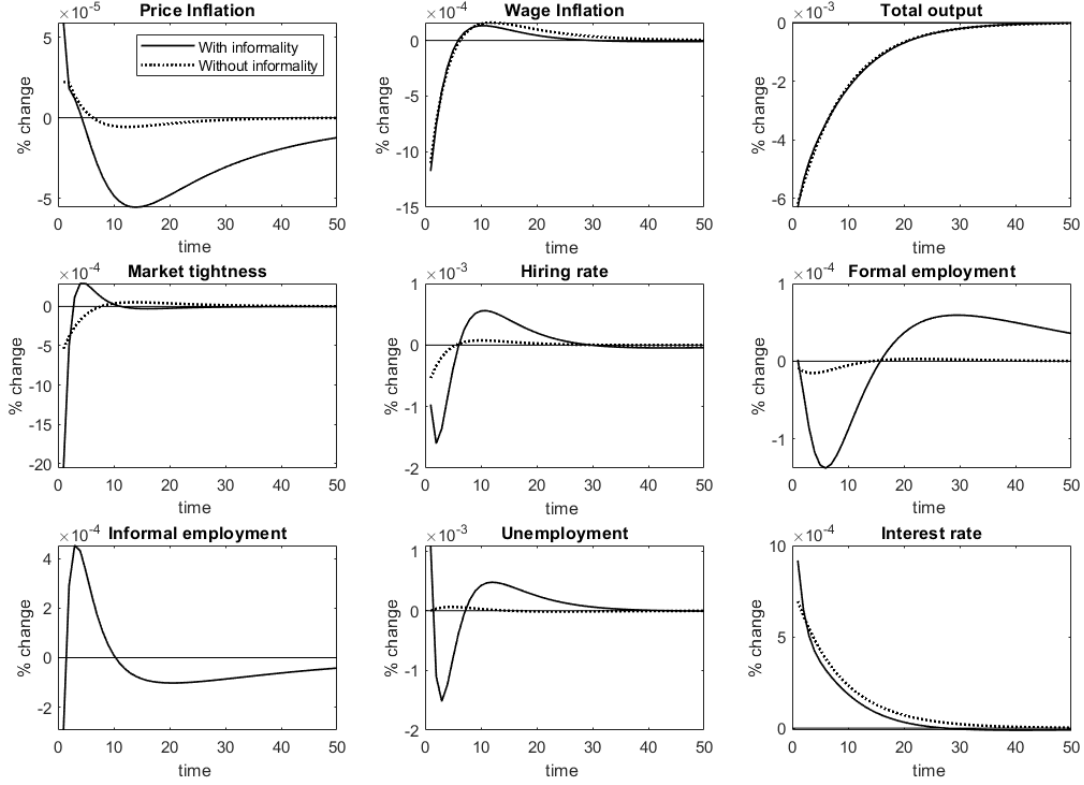 Price Inflation
×10⁻⁵
5
0
-5
% change
0 10 20 30 40 50
time
With informality
Without informality
Wage Inflation
×10⁻⁴
0
-5
-10
-15
% change
0 10 20 30 40 50
time
Total output
×10⁻³
0
-2
-4
-6
% change
0 10 20 30 40 50
time
Market tightness
×10⁻⁴
0
-5
-10
-15
-20
% change
0 10 20 30 40 50
time
Hiring rate
×10⁻³
1
0
-1
-2
% change
0 10 20 30 40 50
time
Formal employment
×10⁻⁴
1
0
-1
% change
0 10 20 30 40 50
time
Informal employment
×10⁻⁴
4
2
0
-2
% change
0 10 20 30 40 50
time
Unemployment
×10⁻³
1
0
-1
-2
% change
0 10 20 30 40 50
time
Interest rate
×10⁻⁴
10
5
0
% change
0 10 20 30 40 50
time